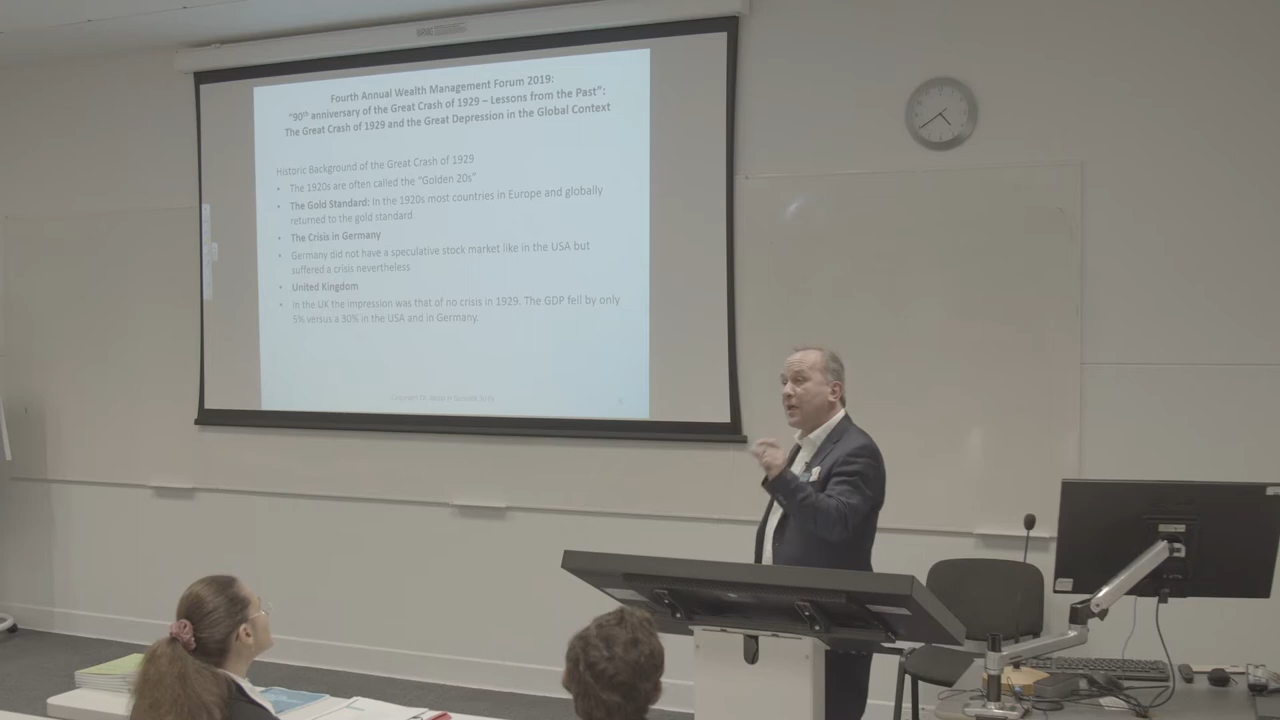 Fourth Annual Wealth Management Forum 2019:
"90th anniversary of the Great Crash of 1929 – Lessons from the Past":
The Great Crash of 1929 and the Great Depression in the Global Context
Historic Background of the Great Crash of 1929
• The 1920s are often called the "Golden 20s"
• The Gold Standard: In the 1920s most countries in Europe and globally
returned to the gold standard
• The Crisis in Germany
• Germany did not have a speculative stock market like in the USA but
suffered a crisis nevertheless
• United Kingdom
• In the UK the impression was that of no crisis in 1929. The GDP fell by only
5% versus a 30% in the USA and in Germany.
Copyright Dr.